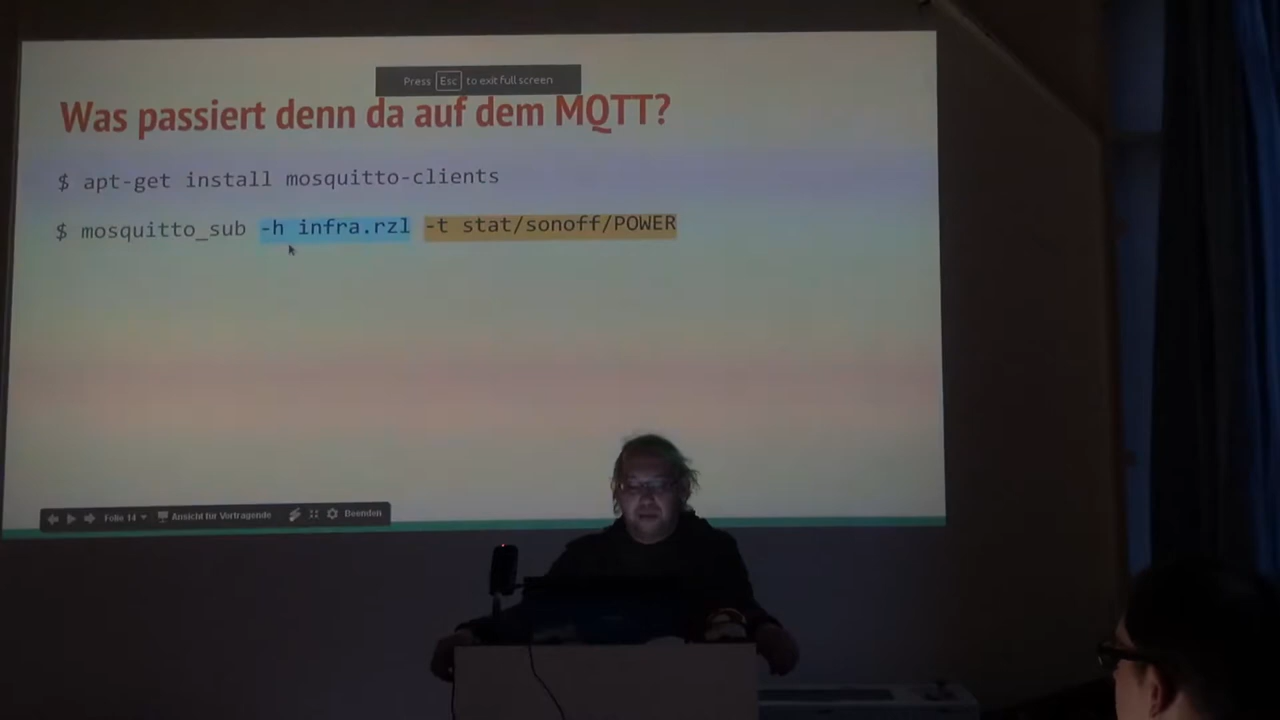 Press Esc to exit full screen
Was passiert denn da auf dem MQTT?
$ apt-get install mosquitto-clients
$ mosquitto_sub -h infra.rzl -t stat/sonoff/POWER
Folie 14 Ansicht für Vortragende Beenden